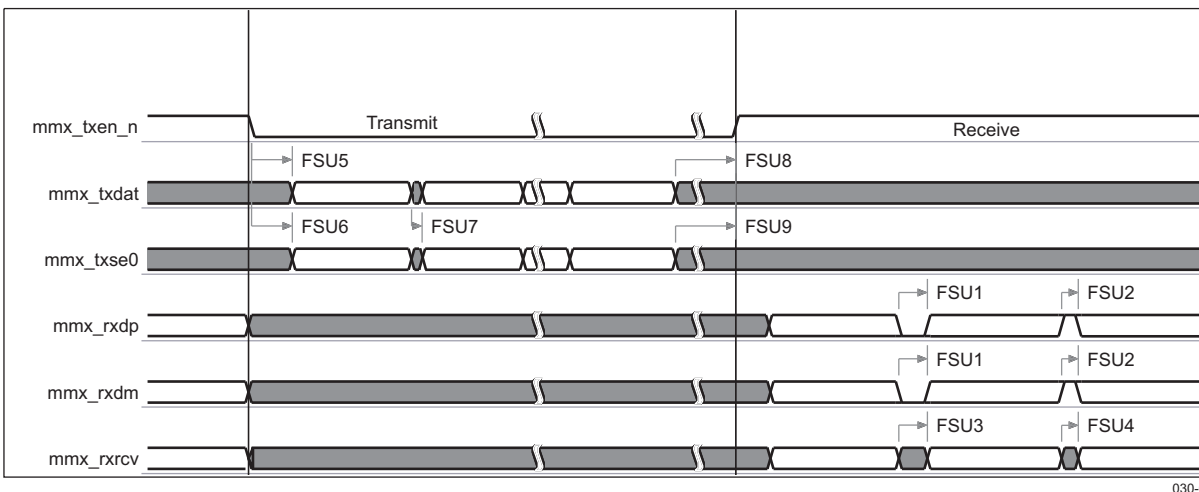 mmx_txen_n
Transmit
Receive
FSU5
FSU8
mmx_txdat
FSU6
FSU7
FSU9
mmx_txse0
FSU1
FSU2
mmx_rxdp
FSU1
FSU2
mmx_rxdm
FSU3
FSU4
mmx_rxrcv
030-